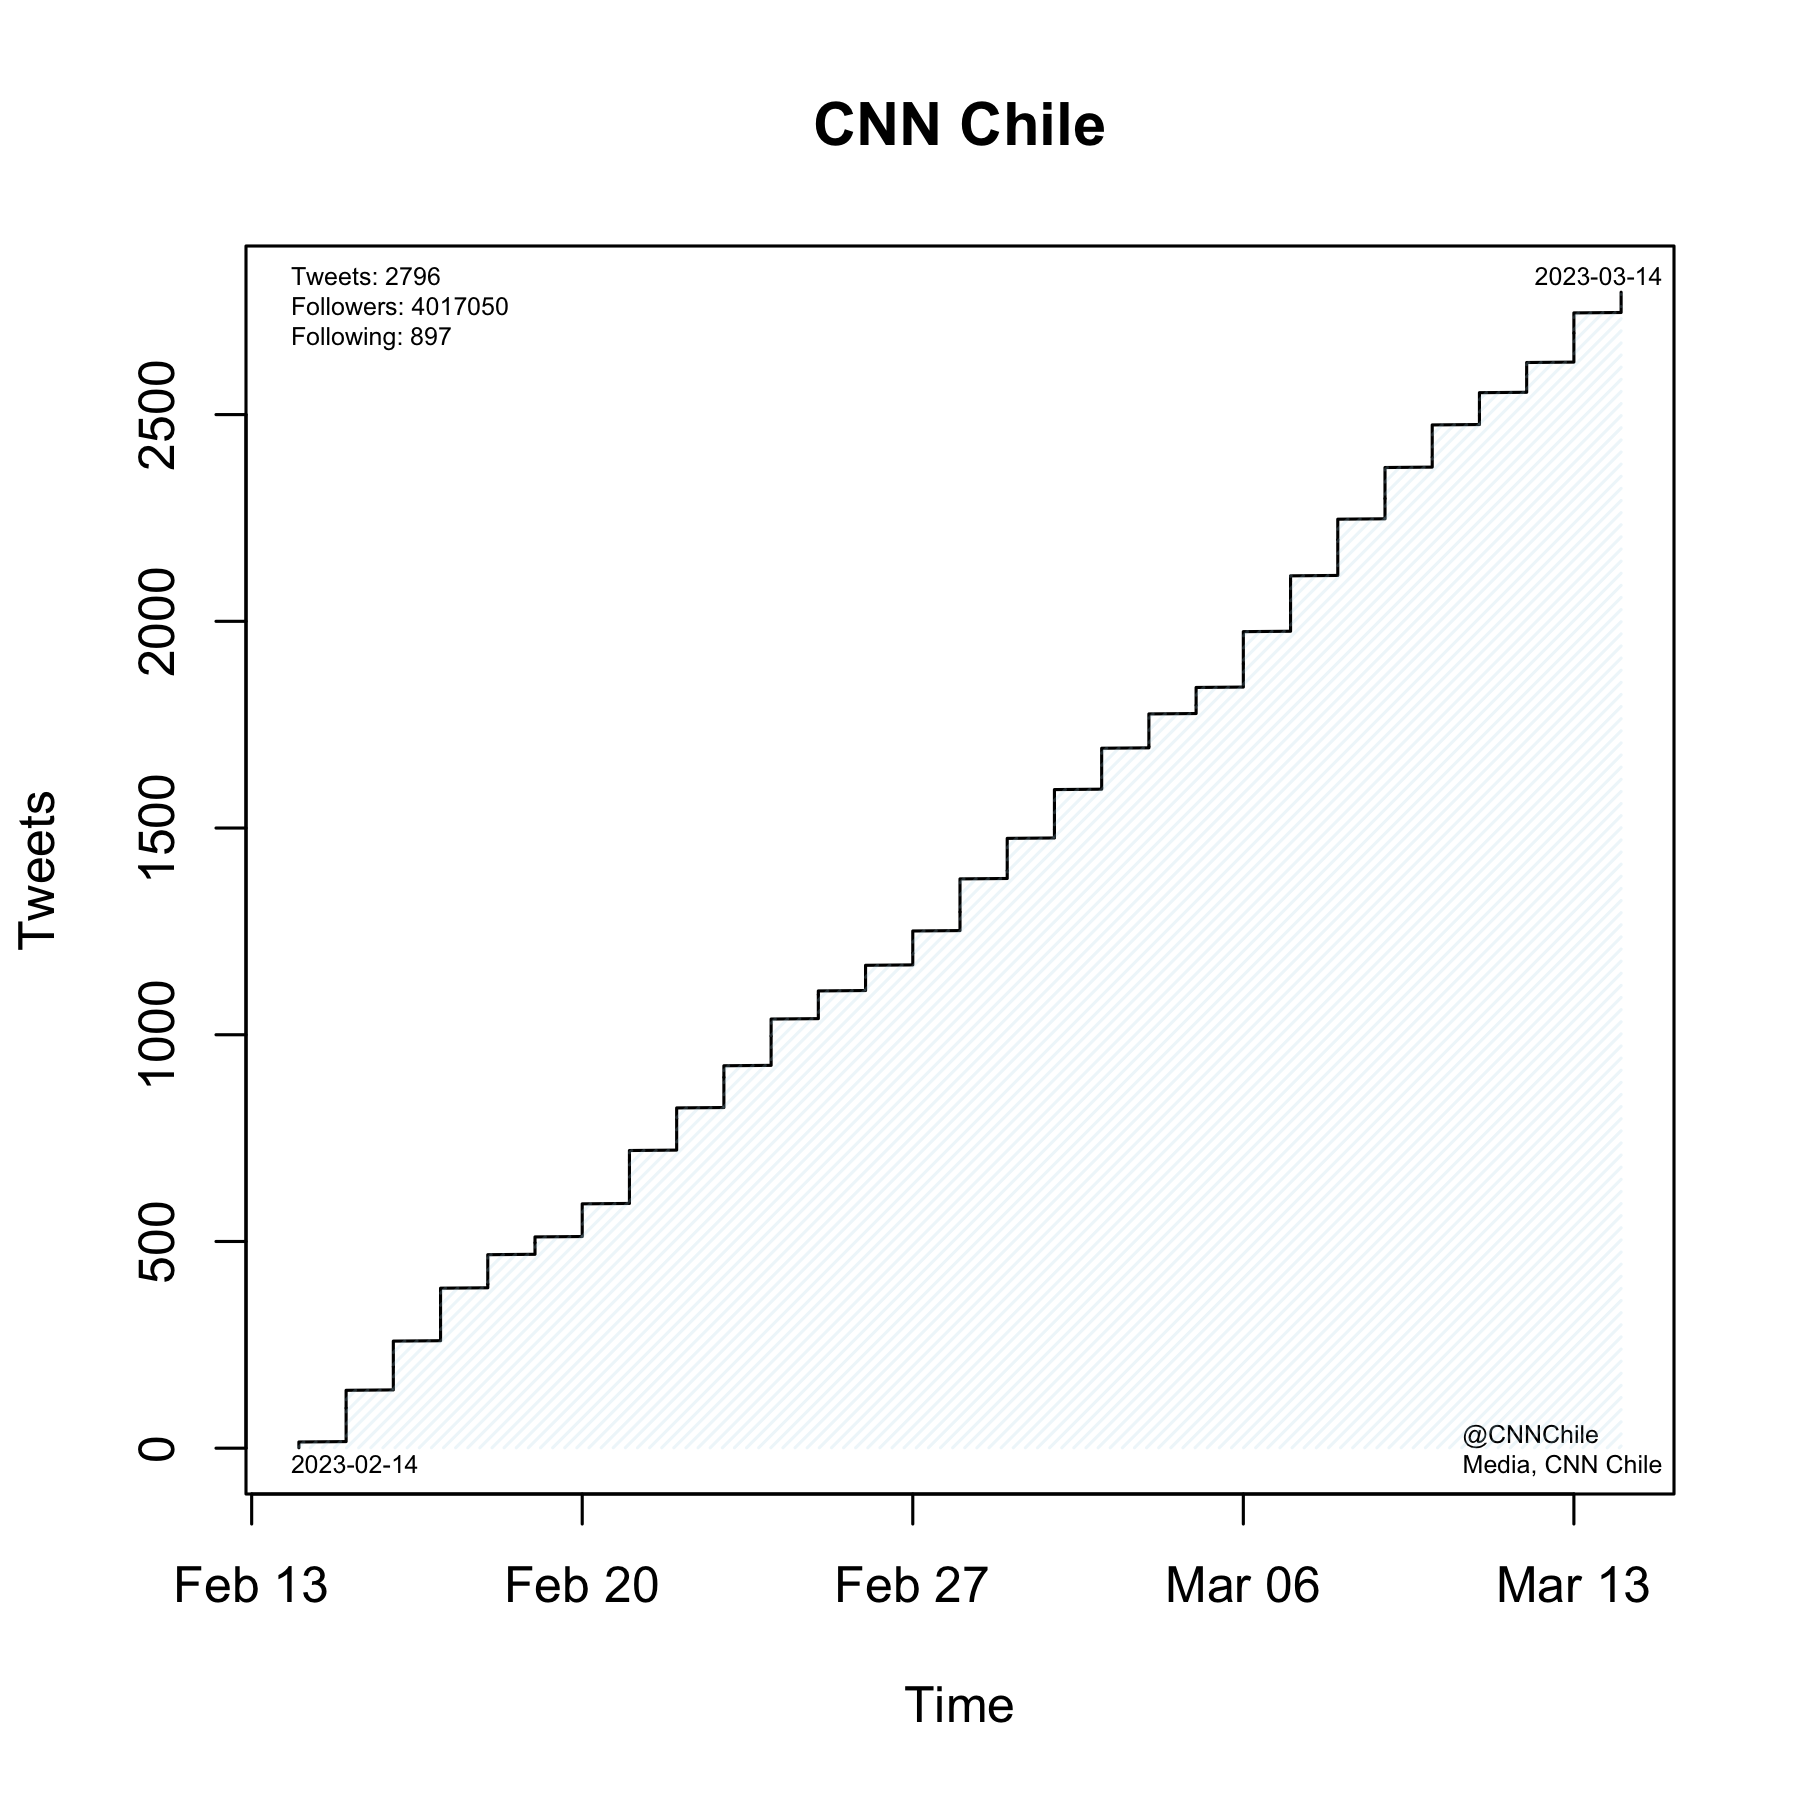 CNN Chile
Tweets: 2796
Followers: 4017050
Following: 897
2023-03-14
2500
2000
1500
1000
500
0
Tweets
2023-02-14
@CNNChile
Media, CNN Chile
Feb 13
Feb 20
Feb 27
Mar 06
Mar 13
Time